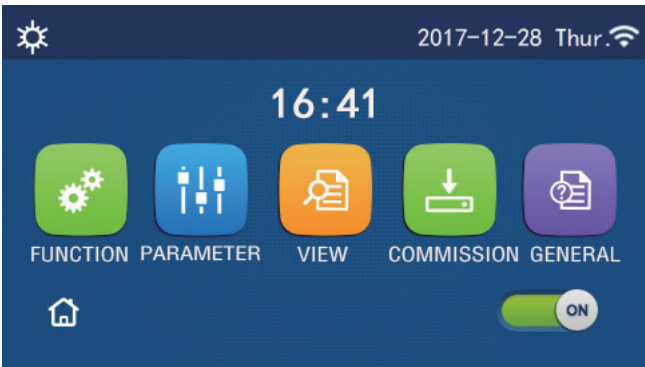 2017-12-28 Thur.
16:41
FUNCTION PARAMETER VIEW COMMISSION GENERAL
ON